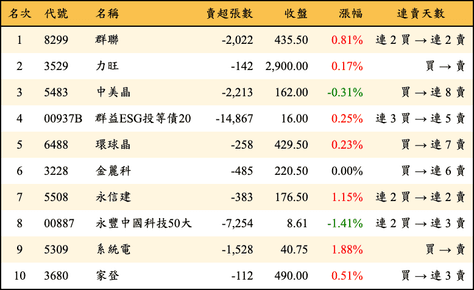 名次 代號 名稱 賣超張數 收盤 漲幅 連賣天數
1 8299 群聯 -2,022 435.50 0.81% 連 2 買 → 連 2 賣
2 3529 力旺 -142 2,900.00 0.17% 買 → 賣
3 5483 中美晶 -2,213 162.00 -0.31% 買 → 連 8 賣
4 00937B 群益ESG投等債20 -14,867 16.00 0.25% 連 3 買 → 連 5 賣
5 6488 環球晶 -258 429.50 0.23% 買 → 連 7 賣
6 3228 金麗科 -485 220.50 0.00% 買 → 連 6 賣
7 5508 永信建 -383 176.50 1.15% 連 2 買 → 連 2 賣
8 00887 永豐中國科技50大 -7,254 8.61 -1.41% 連 2 買 → 連 3 賣
9 5309 系統電 -1,528 40.75 1.88% 買 → 賣
10 3680 家登 -112 490.00 0.51% 買 → 連 3 賣